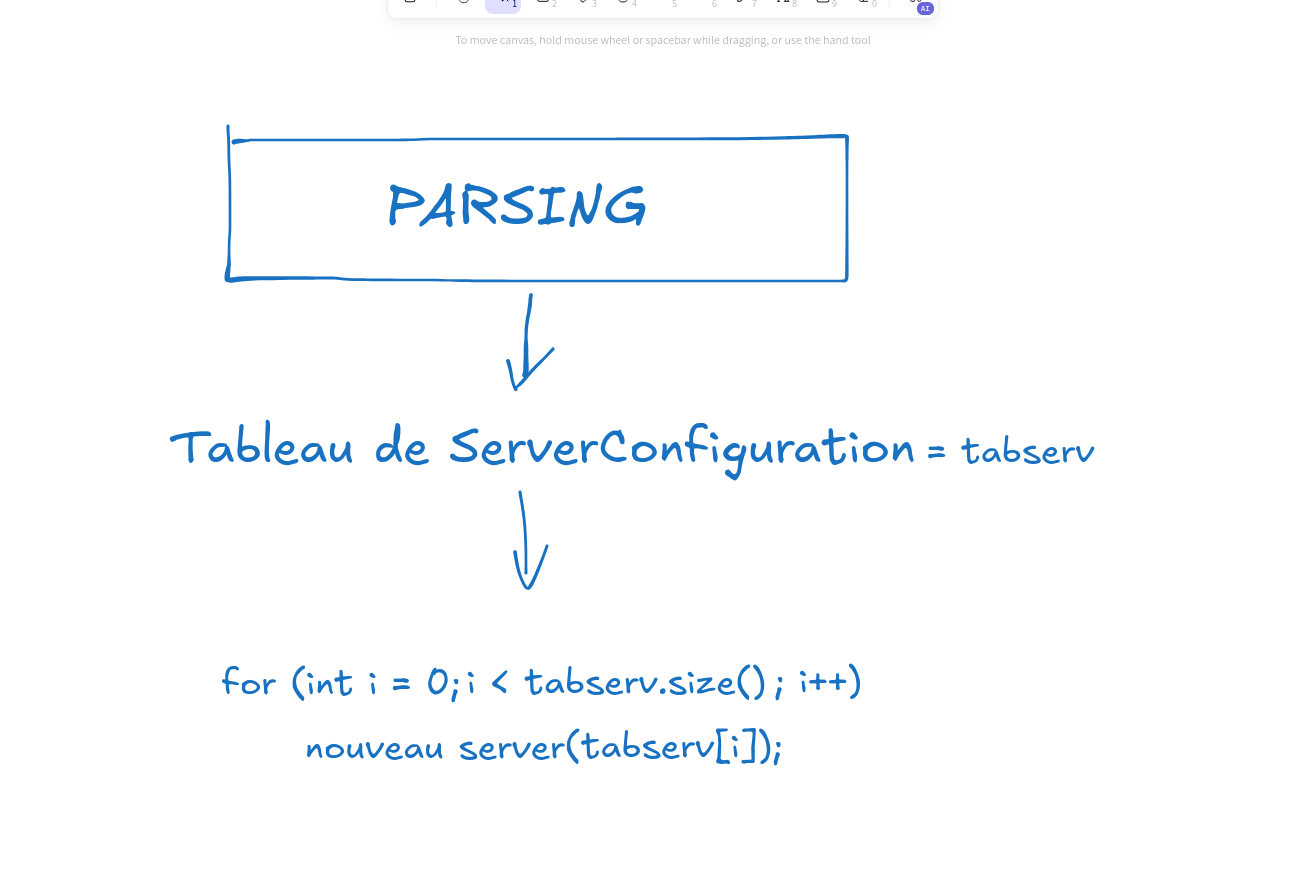 1 2 3 4 5 6 7 8 9 0
AI
To move canvas, hold mouse wheel or spacebar while dragging, or use the hand tool
PARSING
Tableau de ServerConfiguration = tabserv
for (int i = 0; i < tabserv.size(); i++)
nouveau server(tabserv[i]);